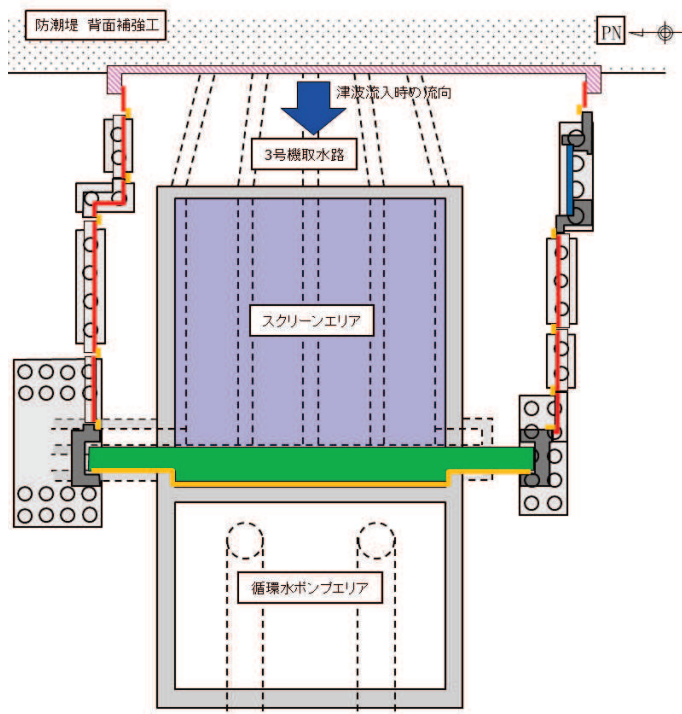 防潮堤 背面補強工
PN
津波流入時の流向
3号機取水路
スクリーンエリア
循環水ポンプエリア